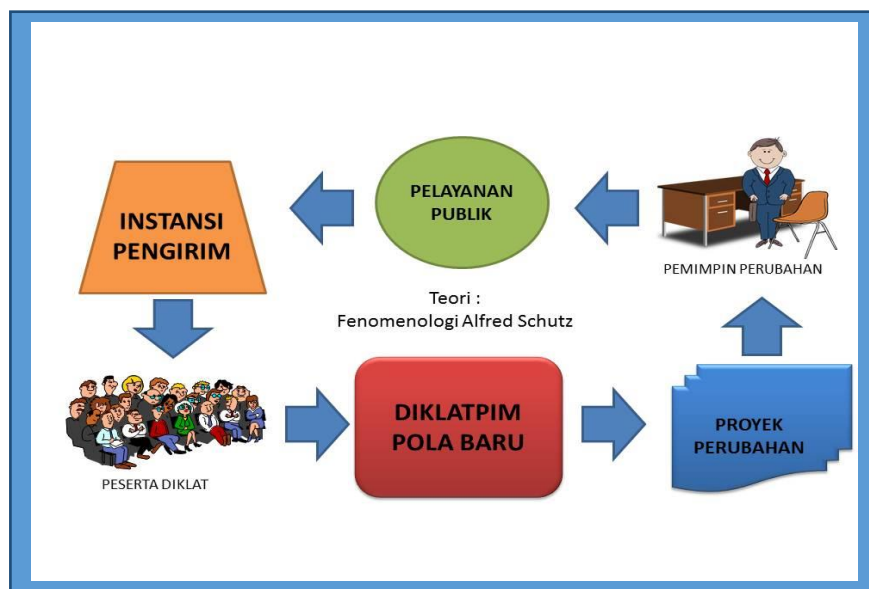 INSTANSI
PENGIRIM
PELAYANAN
PUBLIK
PEMIMPIN PERUBAHAN
Teori :
Fenomenologi Alfred Schutz
PESERTA DIKLAT
DIKLATPIM
POLA BARU
PROYEK
PERUBAHAN